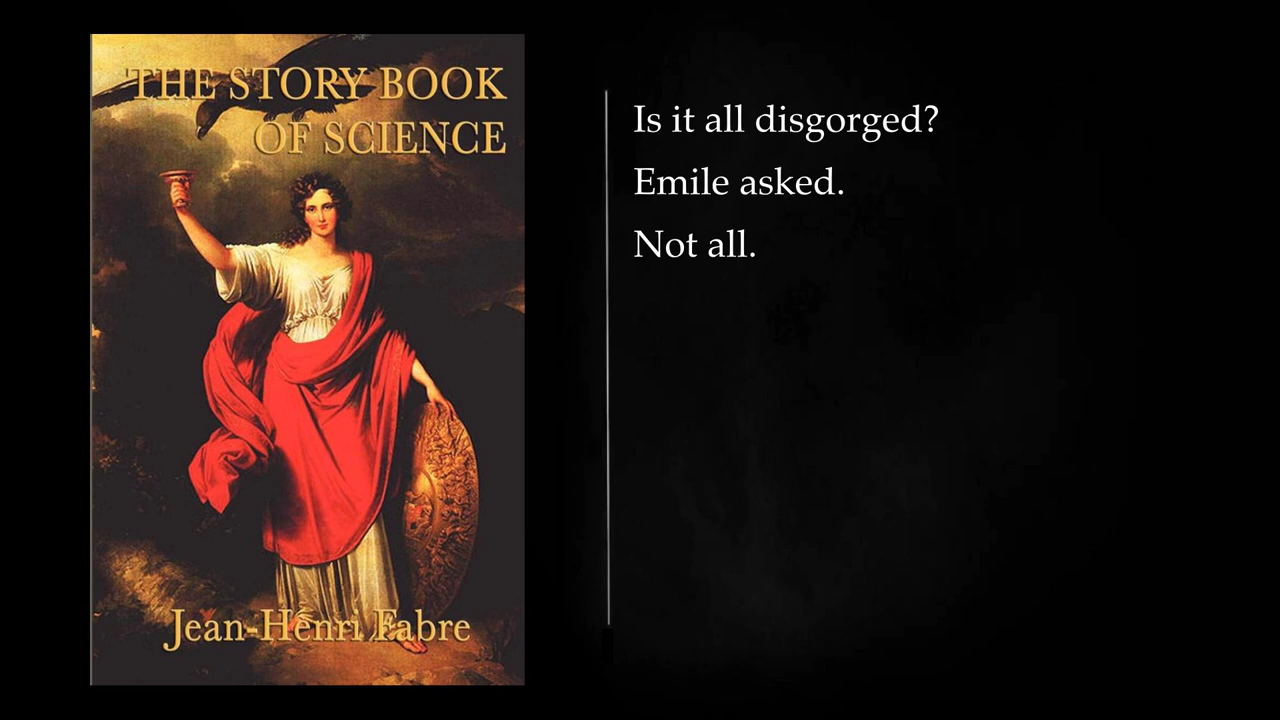 THE STORY BOOK
OF SCIENCE
Jean-Henri Fabre
Is it all disgorged?
Emile asked.
Not all.